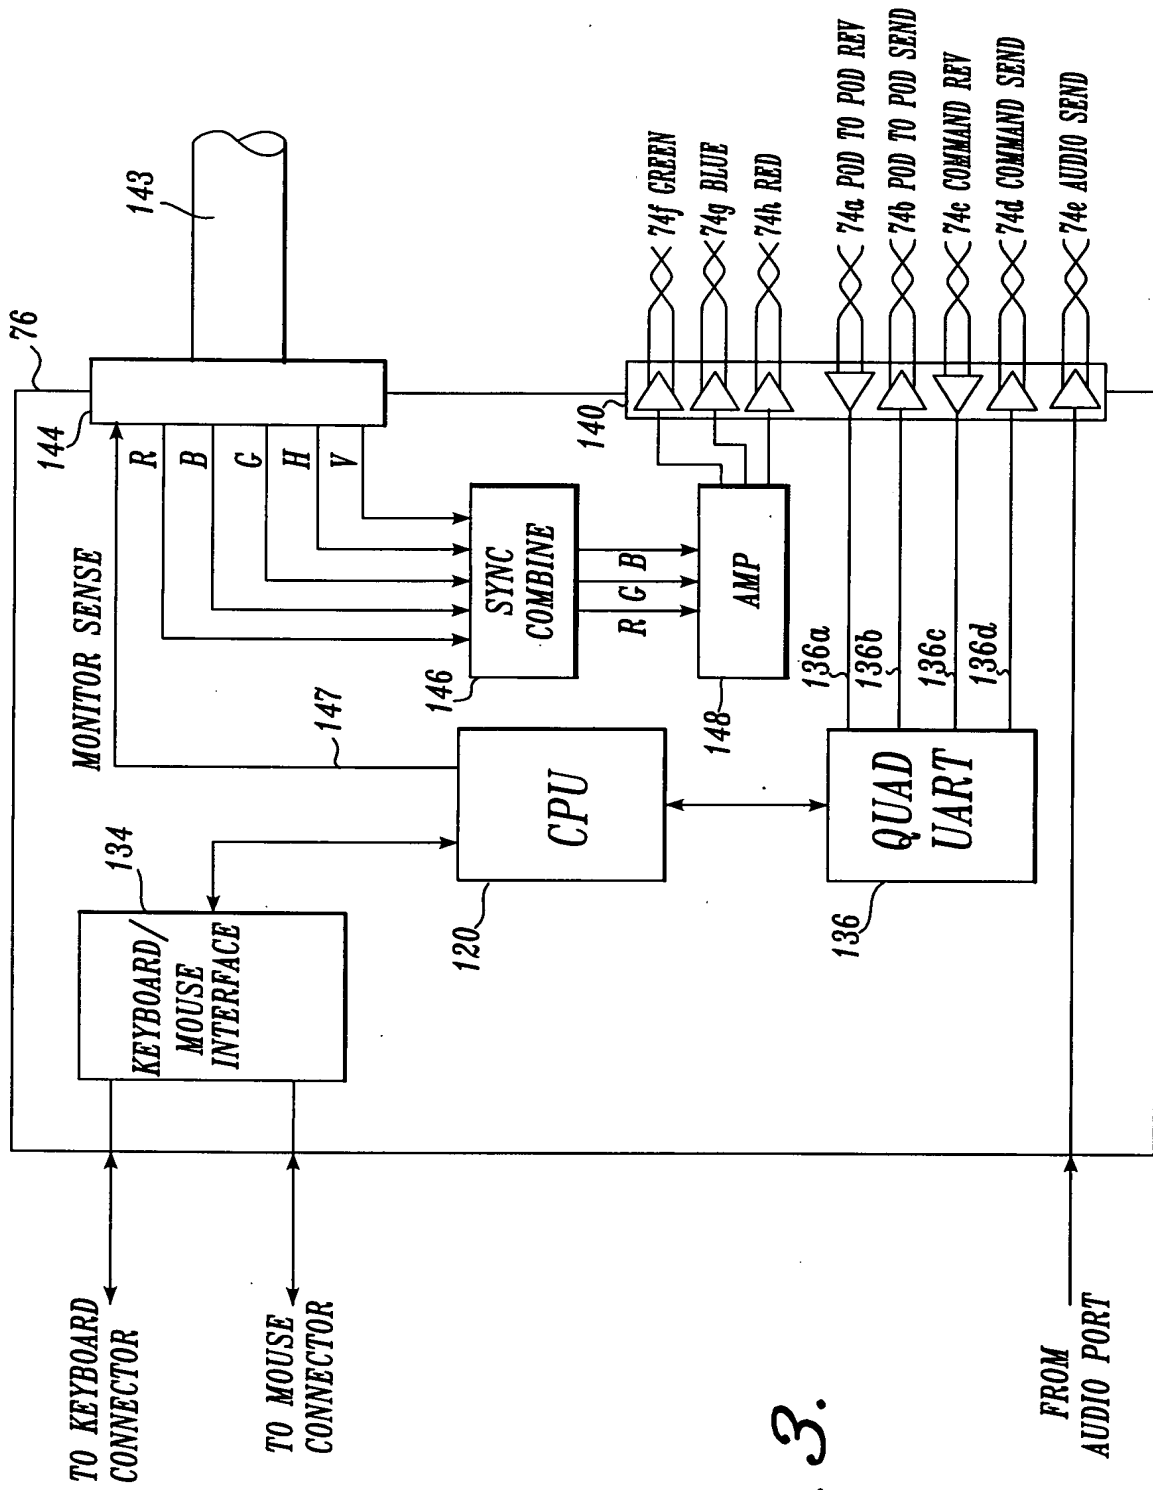 TO KEYBOARD
CONNECTOR
TO MOUSE
CONNECTOR
KEYBOARD/
MOUSE
INTERFACE
134
MONITOR SENSE
147
144
76
143
R
B
G
H
V
SYNC
COMBINE
146
R G B
AMP
148
CPU
120
QUAD
UART
136
136a
136b
136c
136d
140
74f GREEN
74g BLUE
74h RED
74a POD TO POD REV
74b POD TO POD SEND
74c COMMAND REV
74d COMMAND SEND
74e AUDIO SEND
FROM
AUDIO PORT
3.